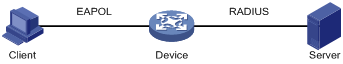 EAPOL
RADIUS
Client
Device
Server